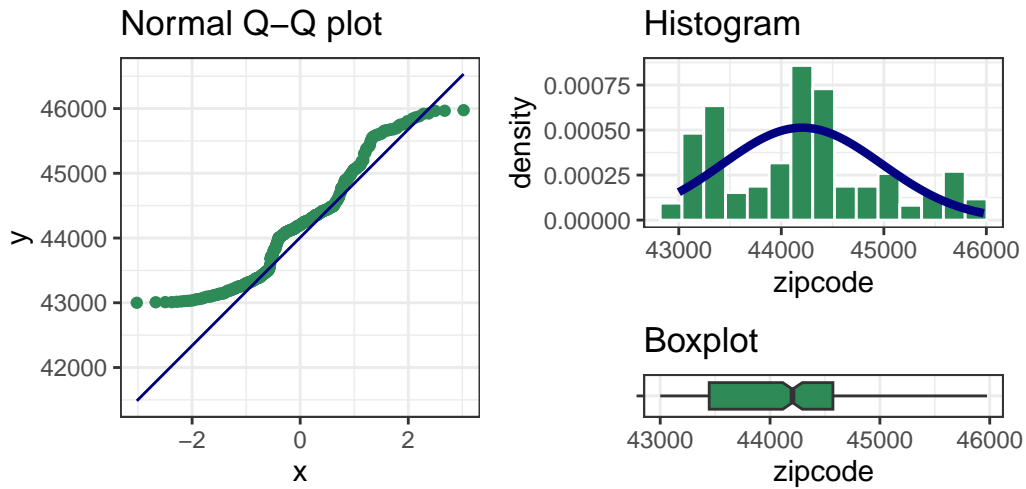 Normal Q−Q plot
46000
45000
44000
43000
42000
y
−2 0 2
x
Histogram
0.00075
0.00050
0.00025
0.00000
density
43000 44000 45000 46000
zipcode
Boxplot
43000 44000 45000 46000
zipcode